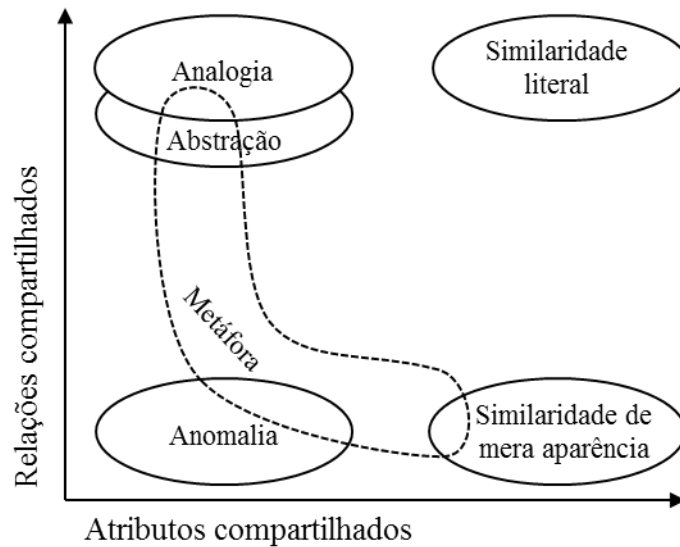 Analogia
Similaridade
literal
Abstração
Relações compartilhados
Metáfora
Anomalia
Similaridade de
mera aparência
Atributos compartilhados